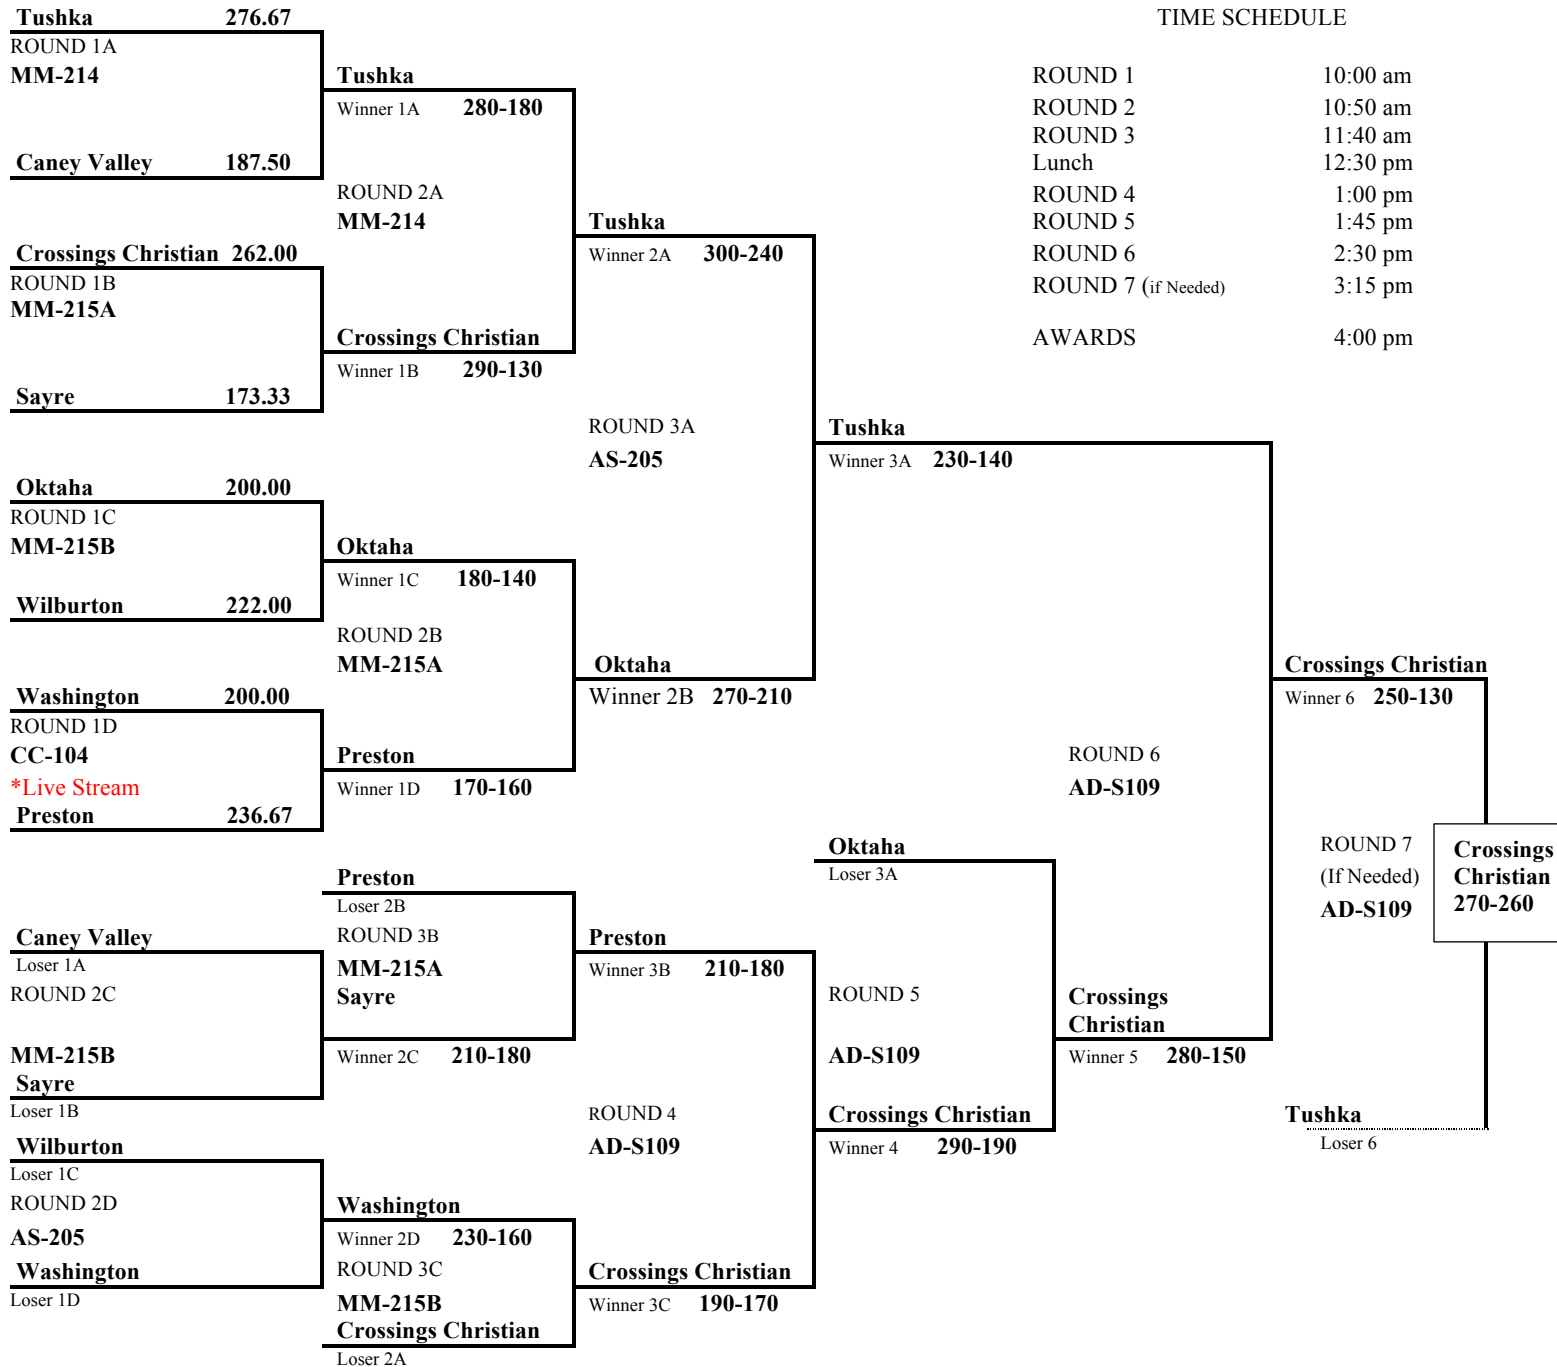 Tushka 276.67
ROUND 1A
MM-214
Caney Valley 187.50
Crossings Christian 262.00
ROUND 1B
MM-215A
Sayre 173.33
Oktaha 200.00
ROUND 1C
MM-215B
Wilburton 222.00
Washington 200.00
ROUND 1D
CC-104
*Live Stream
Preston 236.67
Caney Valley
Loser 1A
ROUND 2C
MM-215B
Sayre
Loser 1B
Wilburton
Loser 1C
ROUND 2D
AS-205
Washington
Loser 1D
Tushka
Winner 1A 280-180
ROUND 2A
MM-214
Crossings Christian
Winner 1B 290-130
Oktaha
Winner 1C 180-140
ROUND 2B
MM-215A
Preston
Winner 1D 170-160
Preston
Loser 2B
ROUND 3B
MM-215A
Sayre
Winner 2C 210-180
Washington
Winner 2D 230-160
ROUND 3C
MM-215B
Crossings Christian
Loser 2A
Tushka
Winner 2A 300-240
ROUND 3A
AS-205
Oktaha
Winner 2B 270-210
Preston
Winner 3B 210-180
ROUND 4
AD-S109
Crossings Christian
Winner 3C 190-170
Tushka
Winner 3A 230-140
Oktaha
Loser 3A
ROUND 5
AD-S109
Crossings Christian
Winner 4 290-190
ROUND 6
AD-S109
Crossings
Christian
Winner 5 280-150
Crossings Christian
Winner 6 250-130
ROUND 7
(If Needed)
AD-S109
Crossings
Christian
270-260
Tushka
Loser 6
TIME SCHEDULE
ROUND 1 10:00 am
ROUND 2 10:50 am
ROUND 3 11:40 am
Lunch 12:30 pm
ROUND 4 1:00 pm
ROUND 5 1:45 pm
ROUND 6 2:30 pm
ROUND 7 (if Needed) 3:15 pm
AWARDS 4:00 pm